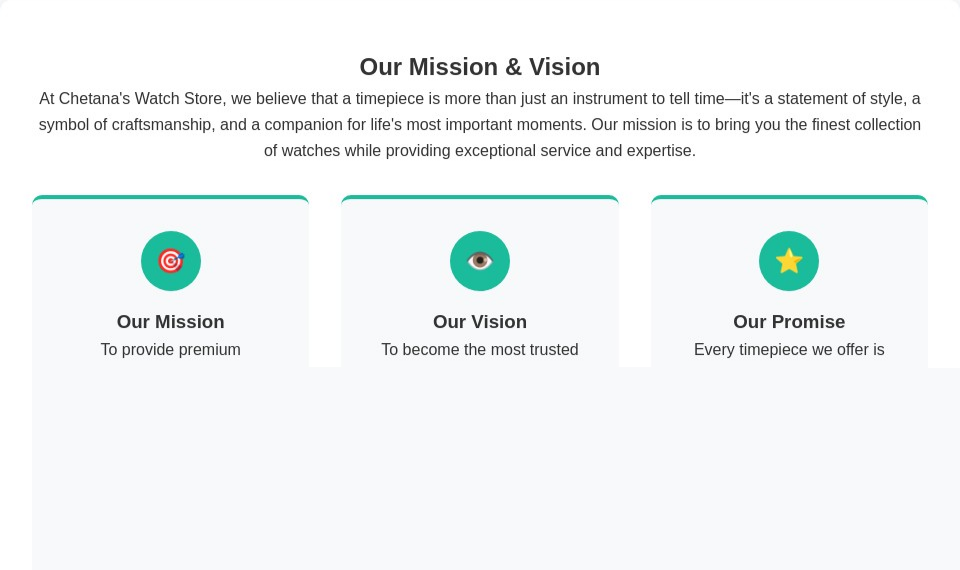 Our Mission & Vision
At Chetana's Watch Store, we believe that a timepiece is more than just an instrument to tell time—it's a statement of style, a
symbol of craftsmanship, and a companion for life's most important moments. Our mission is to bring you the finest collection
of watches while providing exceptional service and expertise.
Our Mission
To provide premium
Our Vision
To become the most trusted
Our Promise
Every timepiece we offer is